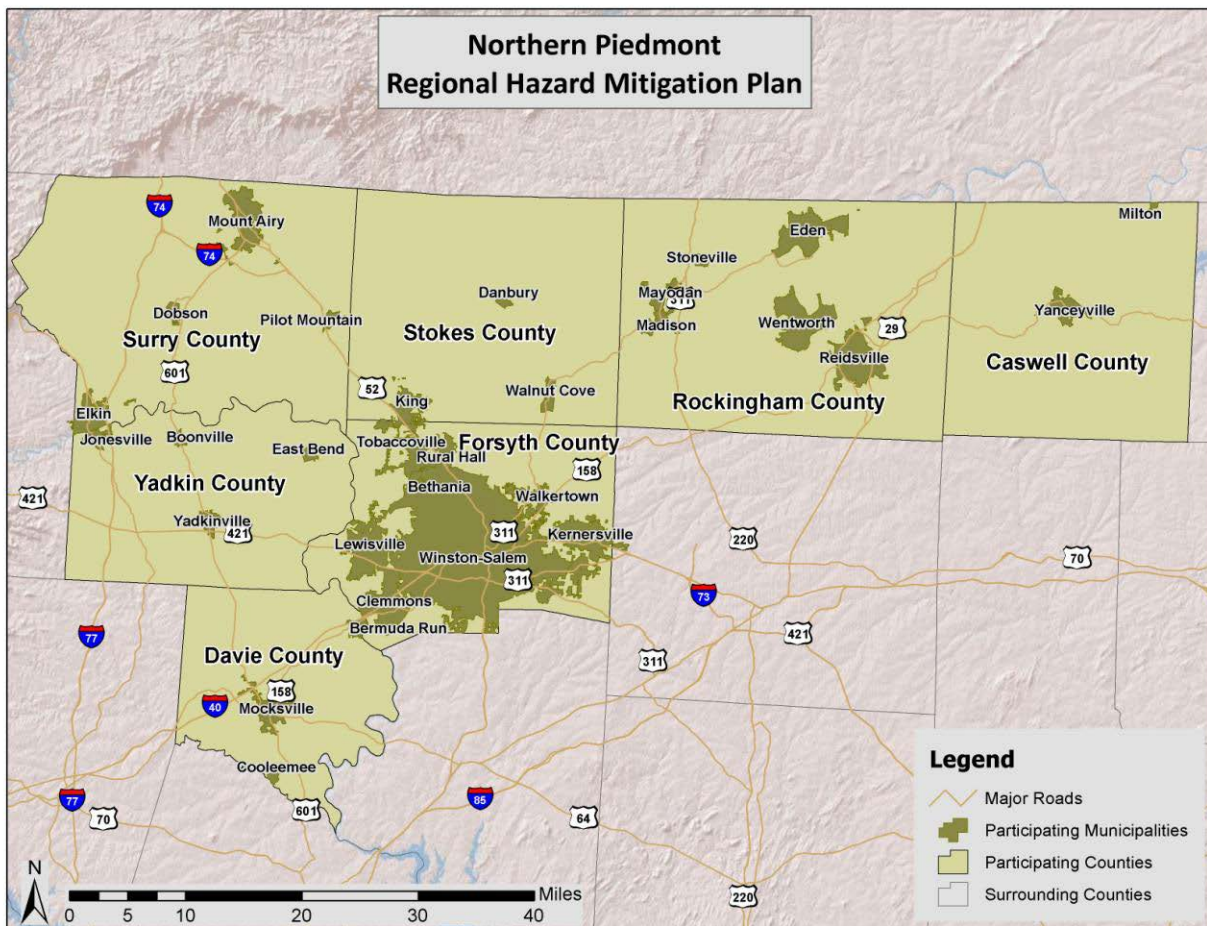 Northern Piedmont
Regional Hazard Mitigation Plan
74
Mount Airy
74
Dobson
Pilot Mountain
Surry County
601
Elkin
Jonesville
Danbury
Stokes County
52
King
Walnut Cove
Stoneville
Eden
Mayodan
311
Madison
Wentworth
29
Reidsville
Rockingham County
Milton
Yanceyville
Caswell County
Boonville
East Bend
Yadkin County
421
Yadkinville
421
Tobaccoville
Forsyth County
Rural Hall
158
Bethania
Walkertown
311
Kernersville
Lewisville
Winston-Salem
311
Clemmons
Bermuda Run
220
70
73
421
311
77
Davie County
158
40
Mocksville
Cooleemee
601
77
70
85
64
220
Legend
Major Roads
Participating Municipalities
Participating Counties
Surrounding Counties
N
Miles
0 5 10 20 30 40